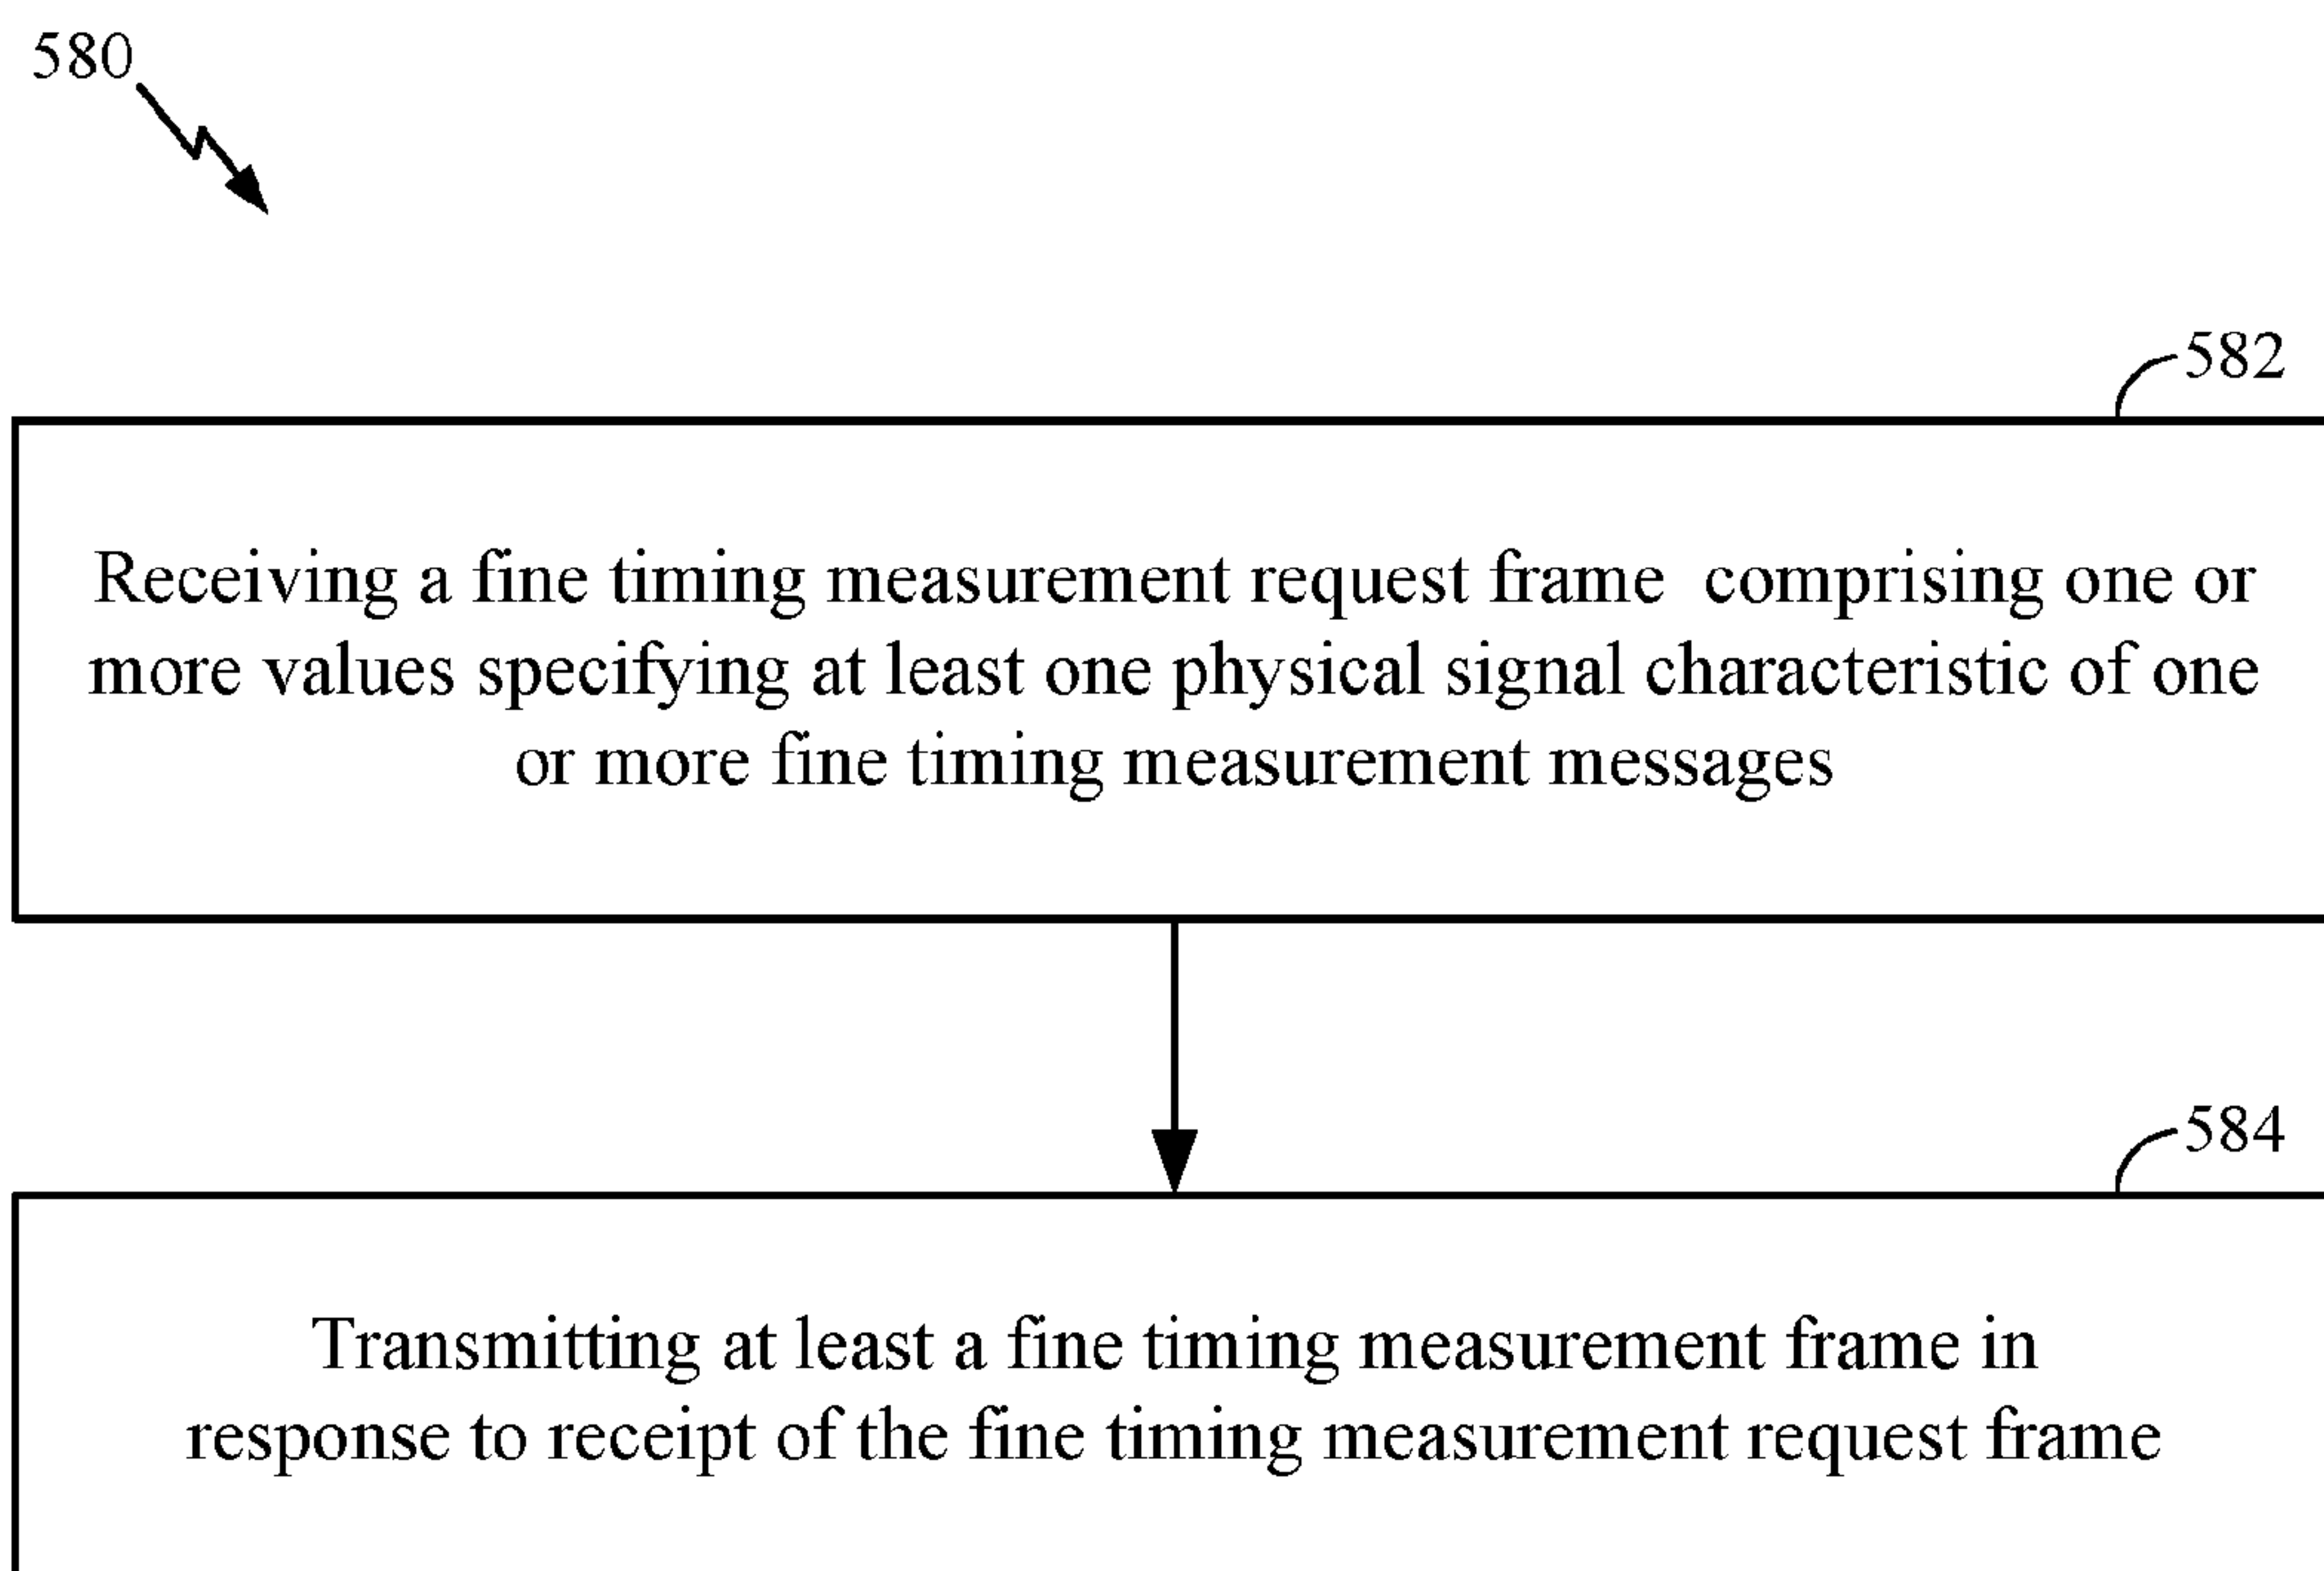 580
582
Receiving a fine timing measurement request frame comprising one or
more values specifying at least one physical signal characteristic of one
or more fine timing measurement messages
584
Transmitting at least a fine timing measurement frame in
response to receipt of the fine timing measurement request frame